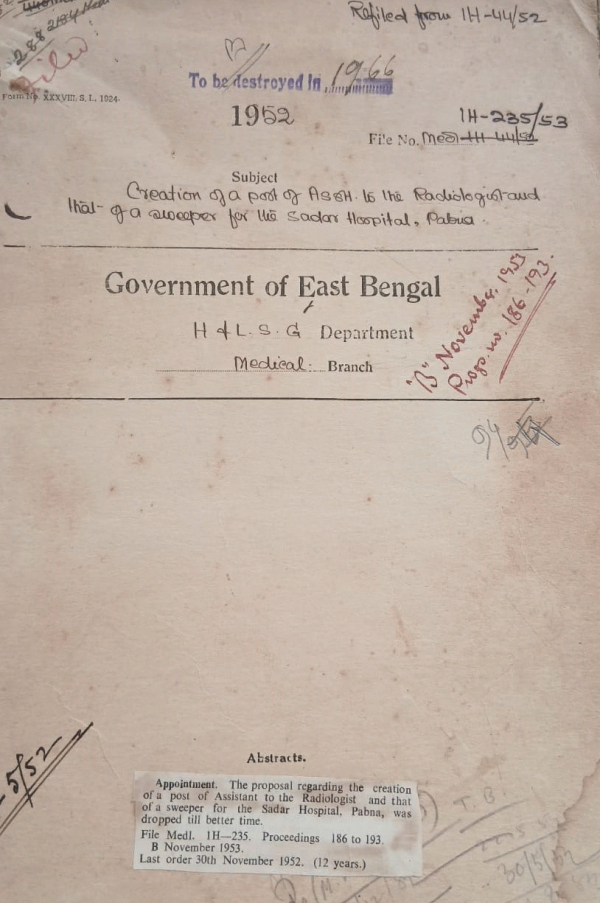 Refiled from 1H-44/52
To be destroyed in 1966
Form No. XXXVIII. S. L., 1924.
1952
1H-235/53
File No. Medl-1H-44/52
Subject
Creation of a post of Asstt. to the Radiologist and
that of a sweeper for the Sadar Hospital, Pabna.
Government of East Bengal
H & L. S. G Department
Medical. Branch
"B" November. 1953
Progs. no. 186-193.
5/52
Abstracts.
Appointment. The proposal regarding the creation
of a post of Assistant to the Radiologist and that
of a sweeper for the Sadar Hospital, Pabna, was
dropped till better time.
File Medl. 1H—235. Proceedings 186 to 193.
B November 1953.
Last order 30th November 1952. (12 years.)
T. B.
30/5/52